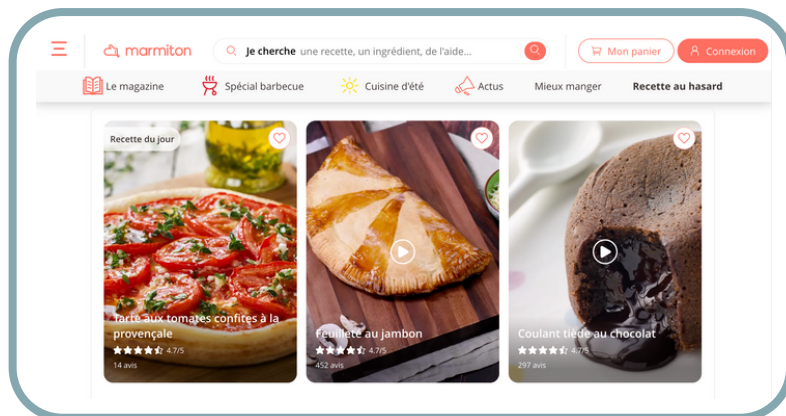 marmiton
Je cherche une recette, un ingrédient, de l'aide...
Mon panier
Connexion
Le magazine
Spécial barbecue
Cuisine d'été
Actus
Mieux manger
Recette au hasard
Recette du jour
Tarte aux tomates confites à la
provençale
4.7/5
14 avis
Feuilleté au jambon
4.7/5
452 avis
Coulant tiède au chocolat
4.7/5
297 avis